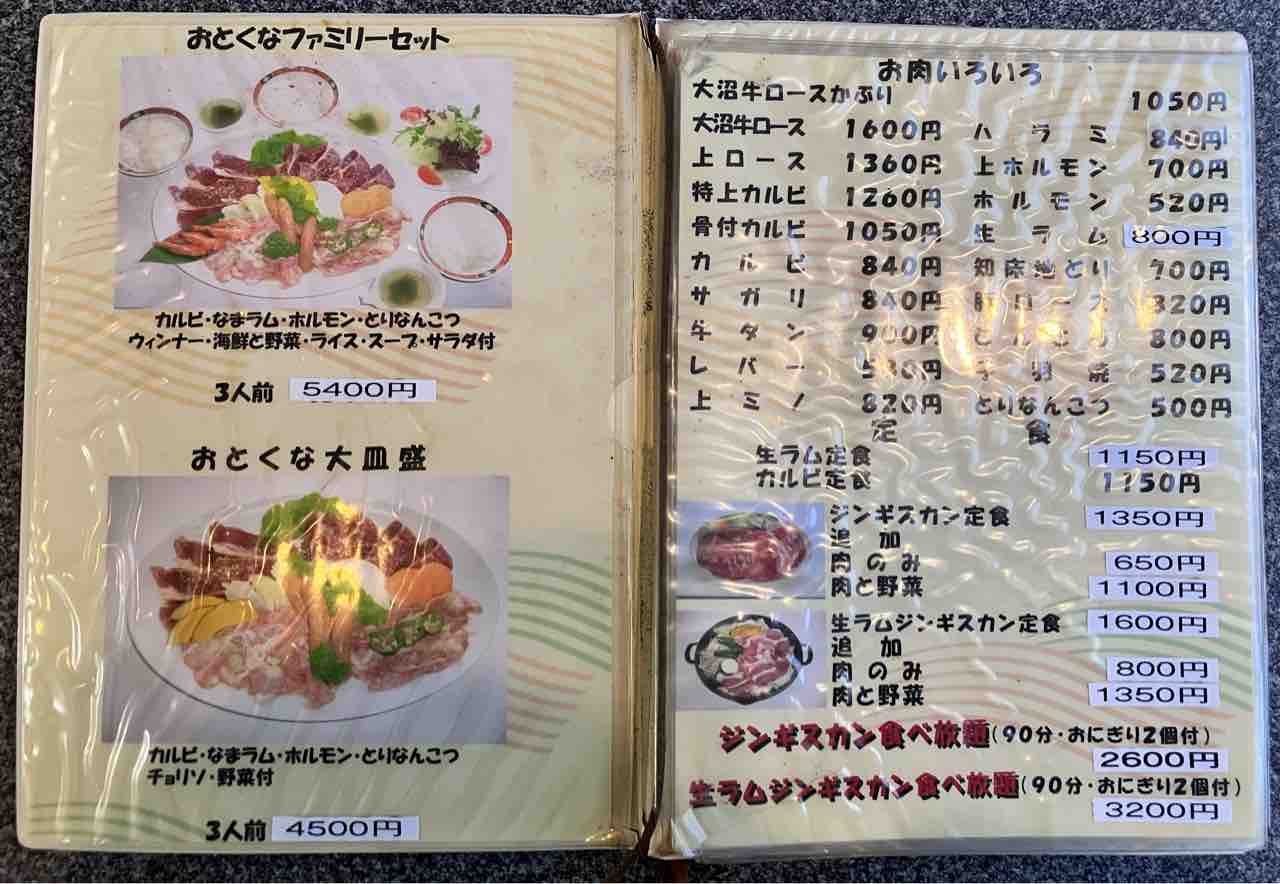 おとくなファミリーセット
カルビ・なまラム・ホルモン・とりなんこつ
ウィンナー・海鮮と野菜・ライス・スープ・サラダ付
3人前 5400円
おとくな大皿盛
カルビ・なまラム・ホルモン・とりなんこつ
チョリソ・野菜付
3人前 4500円
お肉いろいろ
大沼牛ロースかぶり 1050円
大沼牛ロース 1600円 ハラミ 840円
上ロース 1360円 上ホルモン 700円
特上カルビ 1260円 ホルモン 520円
骨付カルビ 1050円 生ラム 800円
カルビ 840円 知床地とり 700円
サガリ 840円 ロース 820円
牛タン 900円 800円
レバー 円 520円
上ミノ 820円 とりなんこつ 500円
定食
生ラム定食 1150円
カルビ定食 1150円
ジンギスカン定食 1350円
追加
肉のみ 650円
肉と野菜 1100円
生ラムジンギスカン定食 1600円
追加
肉のみ 800円
肉と野菜 1350円
ジンギスカン食べ放題(90分・おにぎり2個付)
2600円
生ラムジンギスカン食べ放題(90分・おにぎり2個付)
3200円